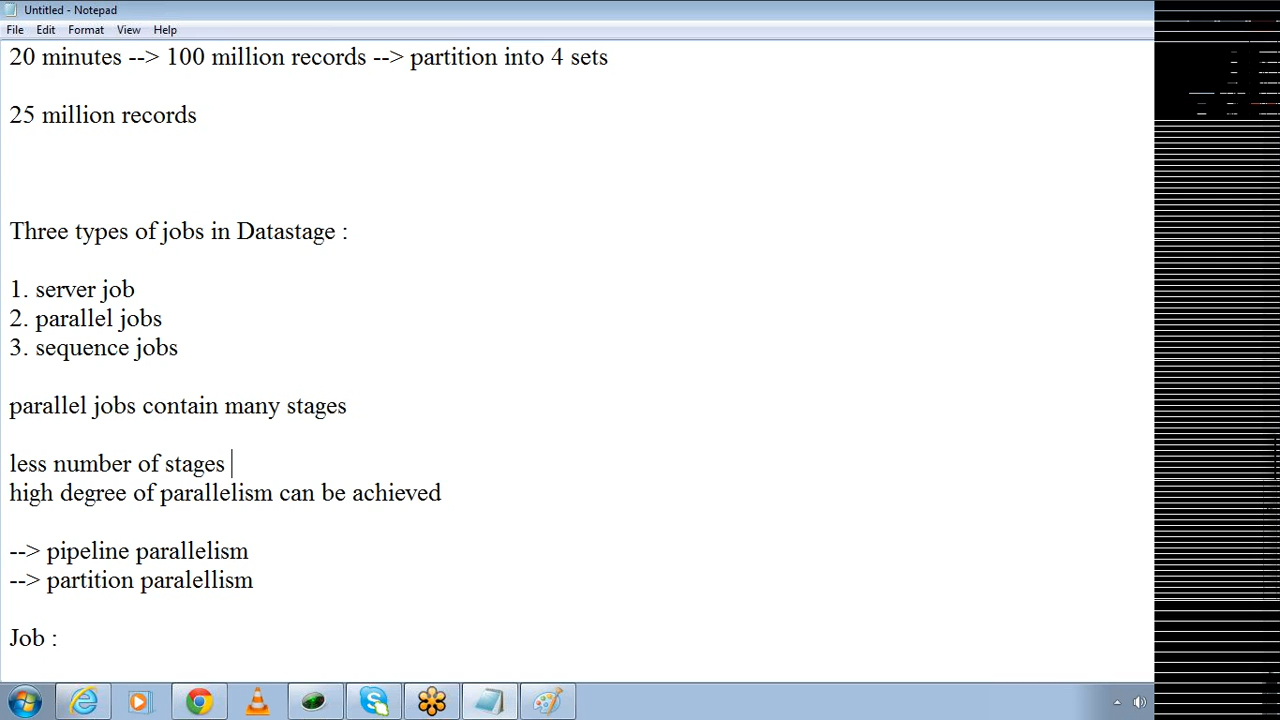 Untitled - Notepad
File Edit Format View Help
20 minutes --> 100 million records --> partition into 4 sets
25 million records
Three types of jobs in Datastage :
1. server job
2. parallel jobs
3. sequence jobs
parallel jobs contain many stages
less number of stages
high degree of parallelism can be achieved
--> pipeline parallelism
--> partition paralellism
Job :